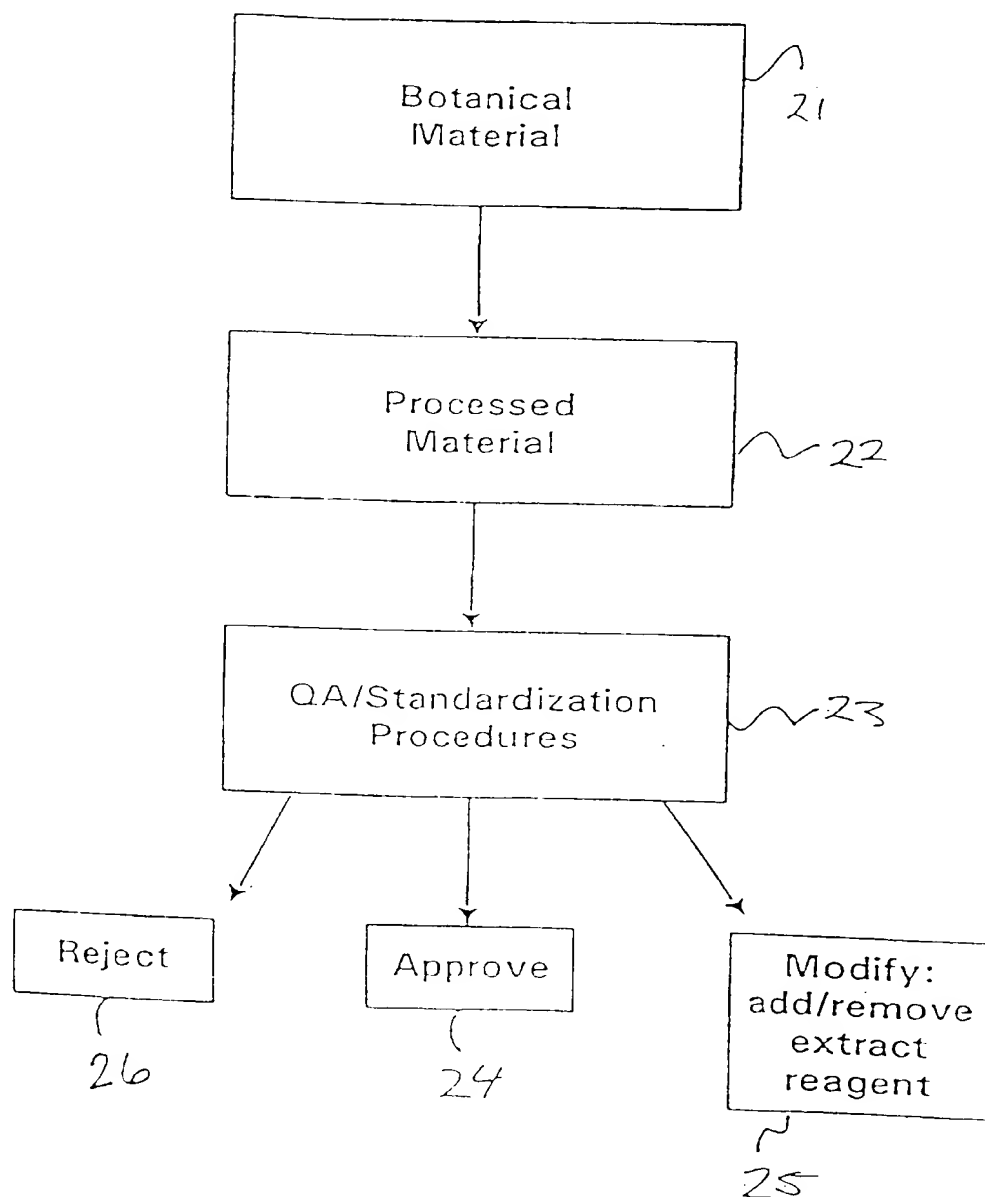 Botanical
Material
21
Processed
Material
22
QA/Standardization
Procedures
23
Reject
Approve
Modify:
add/remove
extract
reagent
26
24
25